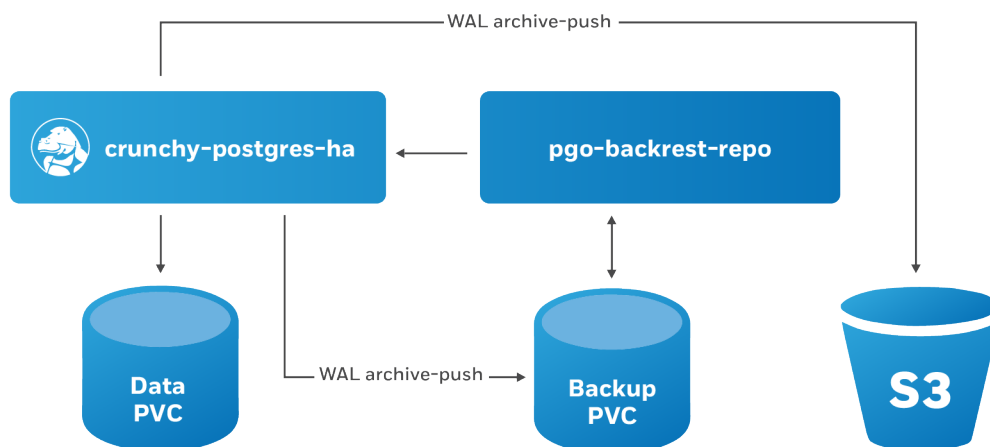 WAL archive-push
crunchy-postgres-ha
pgo-backrest-repo
WAL archive-push
Data
PVC
Backup
PVC
S3